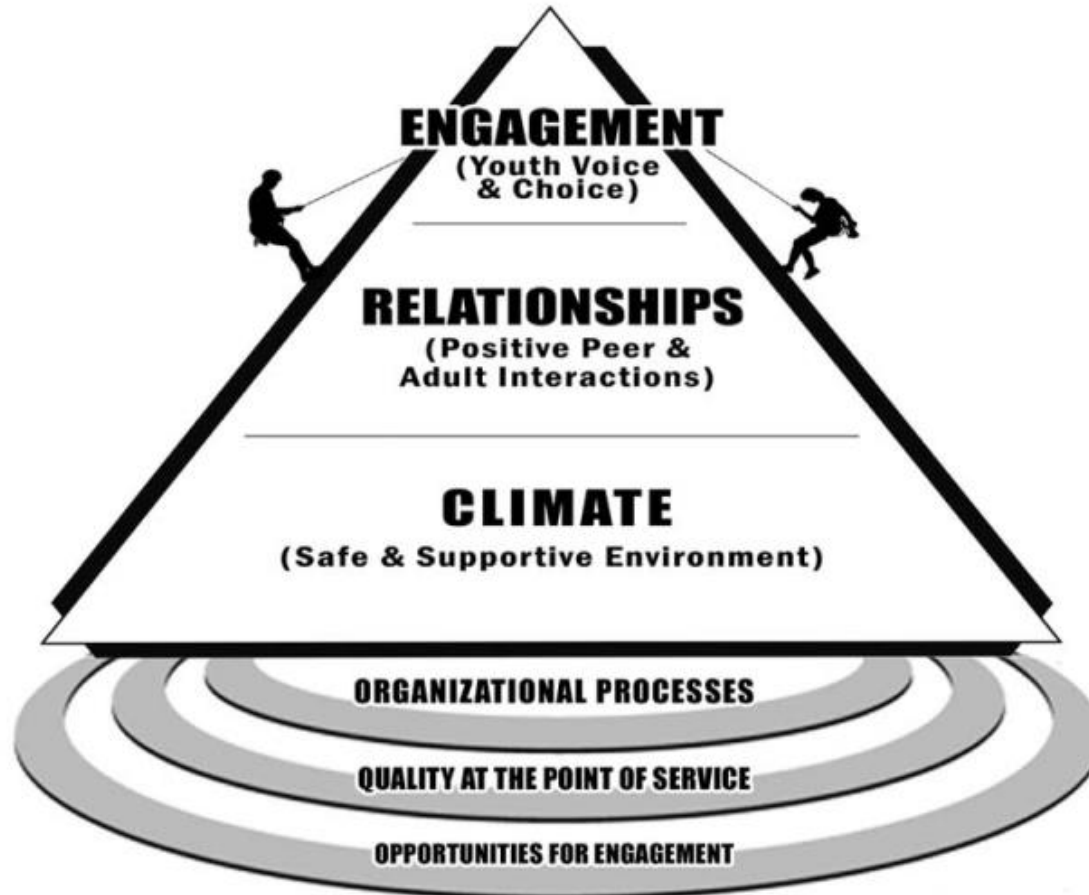 ENGAGEMENT
(Youth Voice
& Choice)
RELATIONSHIPS
(Positive Peer &
Adult Interactions)
CLIMATE
(Safe & Supportive Environment)
ORGANIZATIONAL PROCESSES
QUALITY AT THE POINT OF SERVICE
OPPORTUNITIES FOR ENGAGEMENT